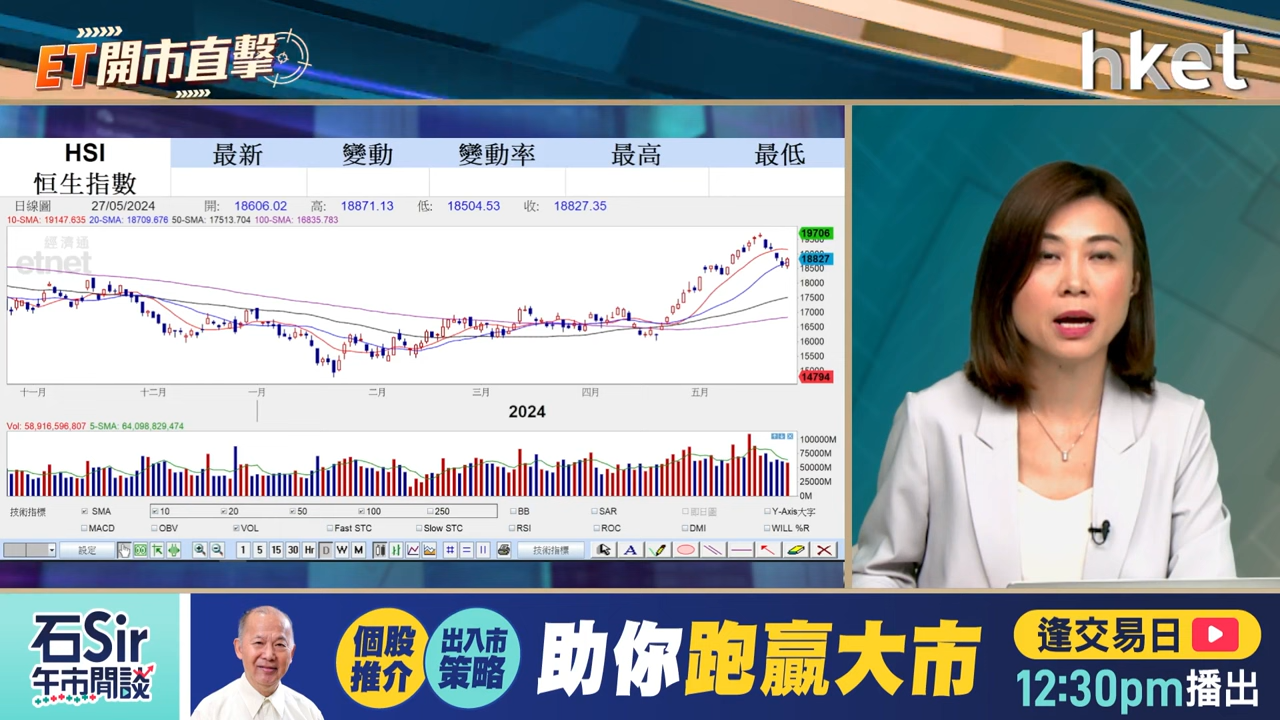 ET開市直擊
hket
HSI 最新 變動 變動率 最高 最低
恒生指數
日線圖 27/05/2024 開: 18606.02 高: 18871.13 低: 18504.53 收: 18827.35
10-SMA: 19147.635 20-SMA: 18709.676 50-SMA: 17513.704 100-SMA: 16835.783
經濟通
etnet
19706
18827
18500
18000
17500
17000
16500
16000
15500
14794
十一月 十二月 一月 二月 三月 四月 五月
2024
Vol: 58,916,596,807 5-SMA: 64,098,829,474
100000M
75000M
50000M
25000M
0M
技術指標 SMA 10 20 50 100 250 BB SAR 即日圖 Y-Axis大字
MACD OBV VOL Fast STC Slow STC RSI ROC DMI WILL %R
設定 1 5 15 30 Hr D W M 技術指標 A
石Sir
午市閒談
個股
推介
出入市
策略
助你跑贏大市
逢交易日
12:30pm播出